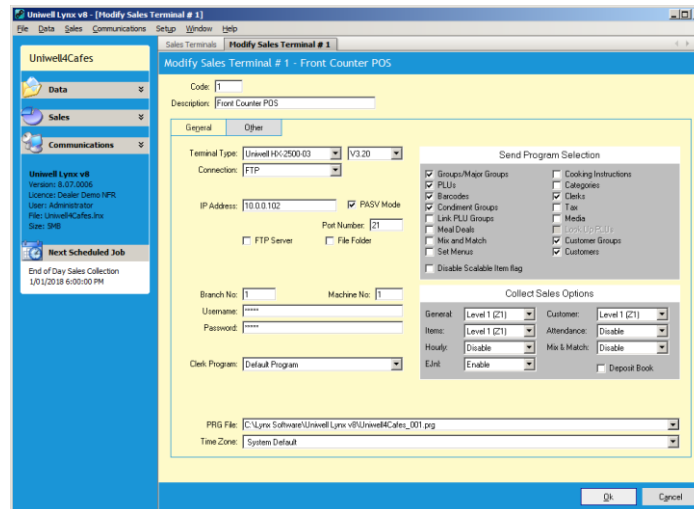 Uniwell Lynx v8 - [Modify Sales Terminal # 1]
File Data Sales Communications Setup Window Help
Uniwell4Cafes
Data
Sales
Communications
Uniwell Lynx v8
Version: 8.07.0006
Licence: Dealer Demo NFR
User: Administrator
File: Uniwell4Cafes.lnx
Size: 5MB
Next Scheduled Job
End of Day Sales Collection
1/01/2018 6:00:00 PM
Sales Terminals Modify Sales Terminal # 1
Modify Sales Terminal # 1 - Front Counter POS
Code: 1
Description: Front Counter POS
General Other
Terminal Type: Uniwell HX-2500-03 V3.20
Connection: FTP
IP Address: 10.0.0.102 PASV Mode
Port Number: 21
FTP Server File Folder
Branch No: 1 Machine No: 1
Username: *****
Password: *****
Clerk Program: Default Program
Send Program Selection
Groups/Major Groups Cooking Instructions
PLUs Categories
Barcodes Clerks
Condiment Groups Tax
Link PLU Groups Media
Meal Deals Look Up PLUs
Mix and Match Customer Groups
Set Menus Customers
Disable Scalable Item flag
Collect Sales Options
General: Level 1 (Z1) Customer: Level 1 (Z1)
Items: Level 1 (Z1) Attendance: Disable
Hourly: Disable Mix & Match: Disable
EJnl: Enable Deposit Book
PRG File: C:\Lynx Software\Uniwell Lynx v8\Uniwell4Cafes_001.prg
Time Zone: System Default
Ok Cancel